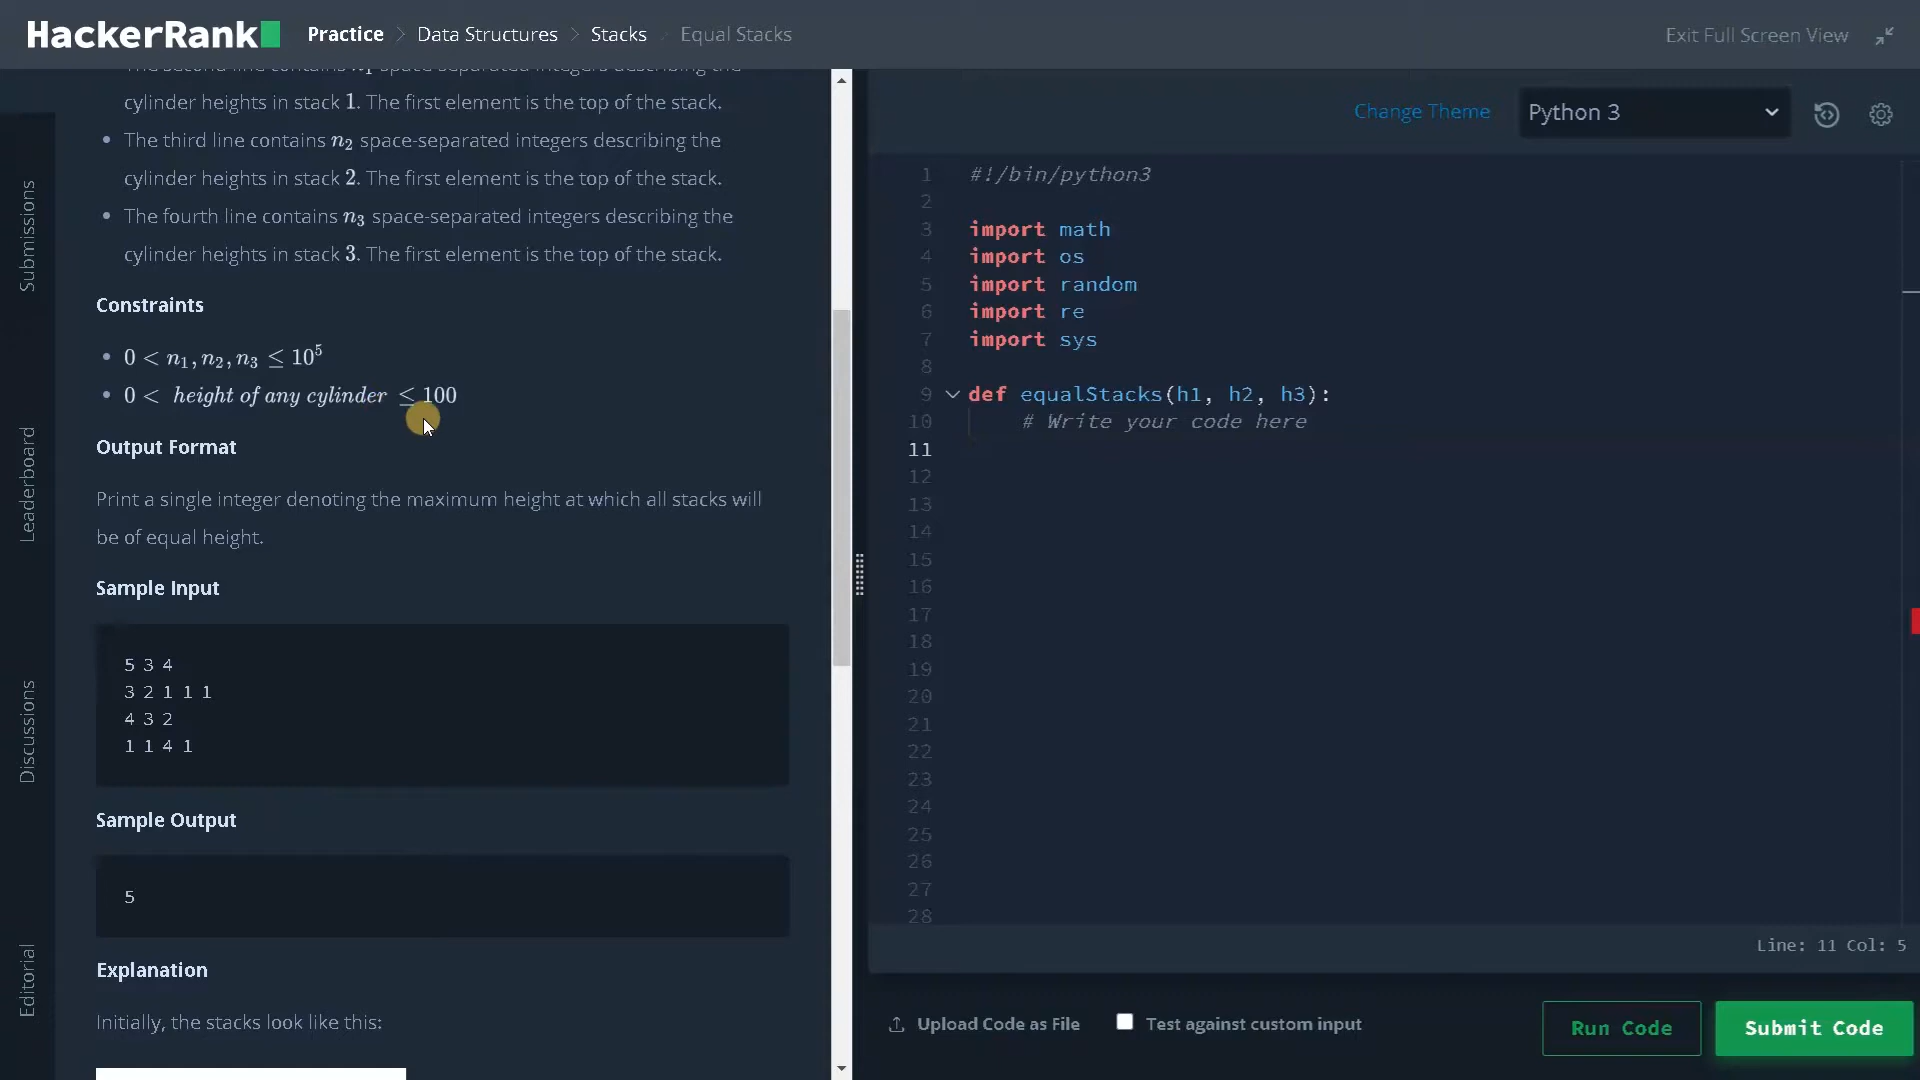 HackerRank
Practice > Data Structures > Stacks > Equal Stacks
Exit Full Screen View
The second line contains n1 space-separated integers describing the
cylinder heights in stack 1. The first element is the top of the stack.
• The third line contains n2 space-separated integers describing the
cylinder heights in stack 2. The first element is the top of the stack.
• The fourth line contains n3 space-separated integers describing the
cylinder heights in stack 3. The first element is the top of the stack.
Constraints
• 0 < n1, n2, n3 ≤ 10^5
• 0 < height of any cylinder ≤ 100
Output Format
Print a single integer denoting the maximum height at which all stacks will
be of equal height.
Sample Input
5 3 4
3 2 1 1 1
4 3 2
1 1 4 1
Sample Output
5
Explanation
Initially, the stacks look like this:
Submissions
Leaderboard
Discussions
Editorial
Change Theme
Python 3
1 #!/bin/python3
2
3 import math
4 import os
5 import random
6 import re
7 import sys
8
9 def equalStacks(h1, h2, h3):
10 # Write your code here
11
12
13
14
15
16
17
18
19
20
21
22
23
24
25
26
27
28
Line: 11 Col: 5
Upload Code as File
Test against custom input
Run Code
Submit Code